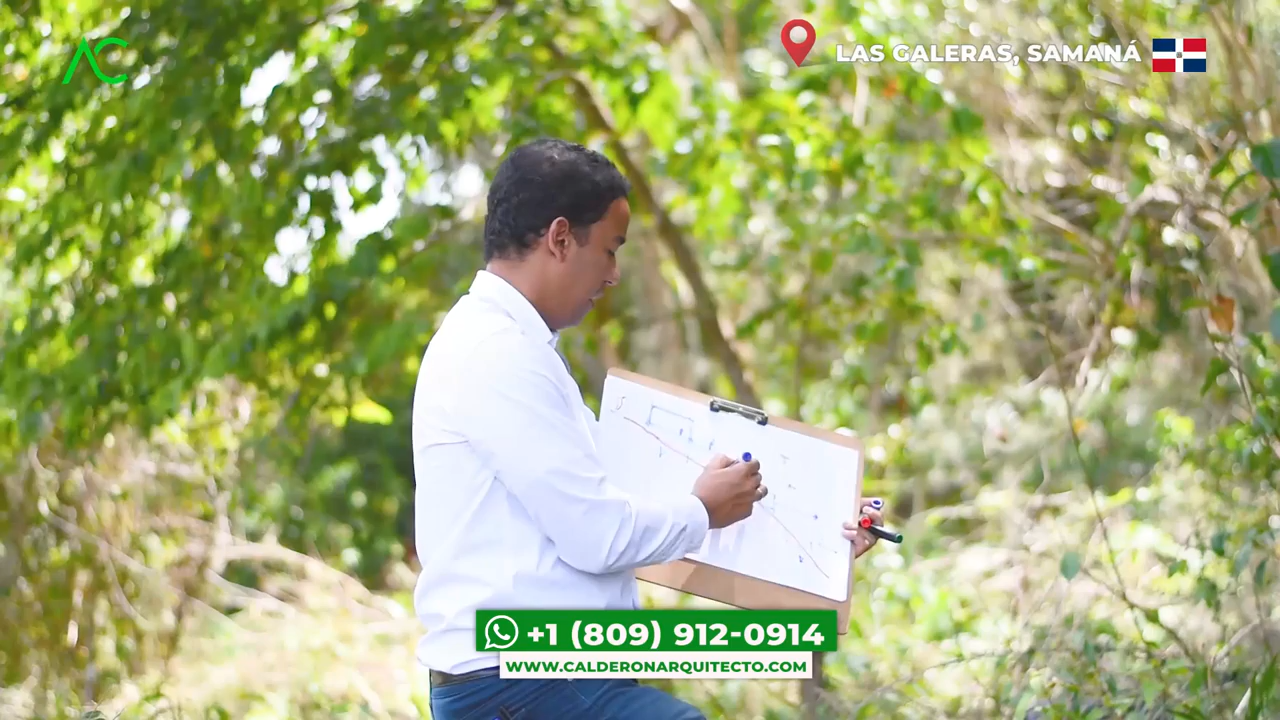 AC
LAS GALERAS, SAMANÁ
+1 (809) 912-0914
WWW.CALDERONARQUITECTO.COM